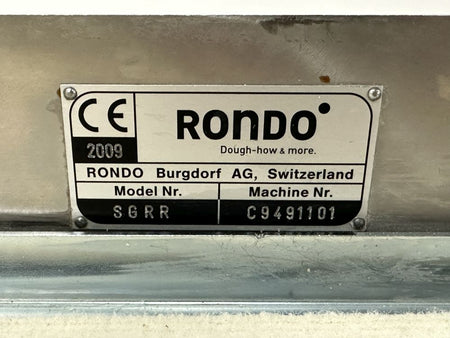 CE
RONDO
2009
Dough-how & more.
RONDO Burgdorf AG, Switzerland
Model Nr. Machine Nr.
SGRR C9491101